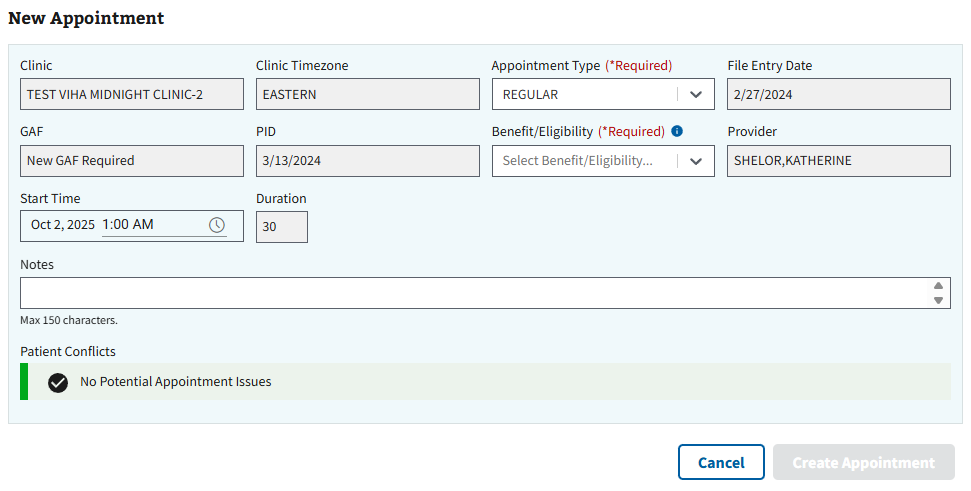 New Appointment
Clinic Clinic Timezone Appointment Type (*Required) File Entry Date
TEST VIHA MIDNIGHT CLINIC-2 EASTERN REGULAR 2/27/2024
GAF PID Benefit/Eligibility (*Required) Provider
New GAF Required 3/13/2024 Select Benefit/Eligibility... SHELOR,KATHERINE
Start Time Duration
Oct 2, 2025 1:00 AM 30
Notes
Max 150 characters.
Patient Conflicts
No Potential Appointment Issues
Cancel Create Appointment